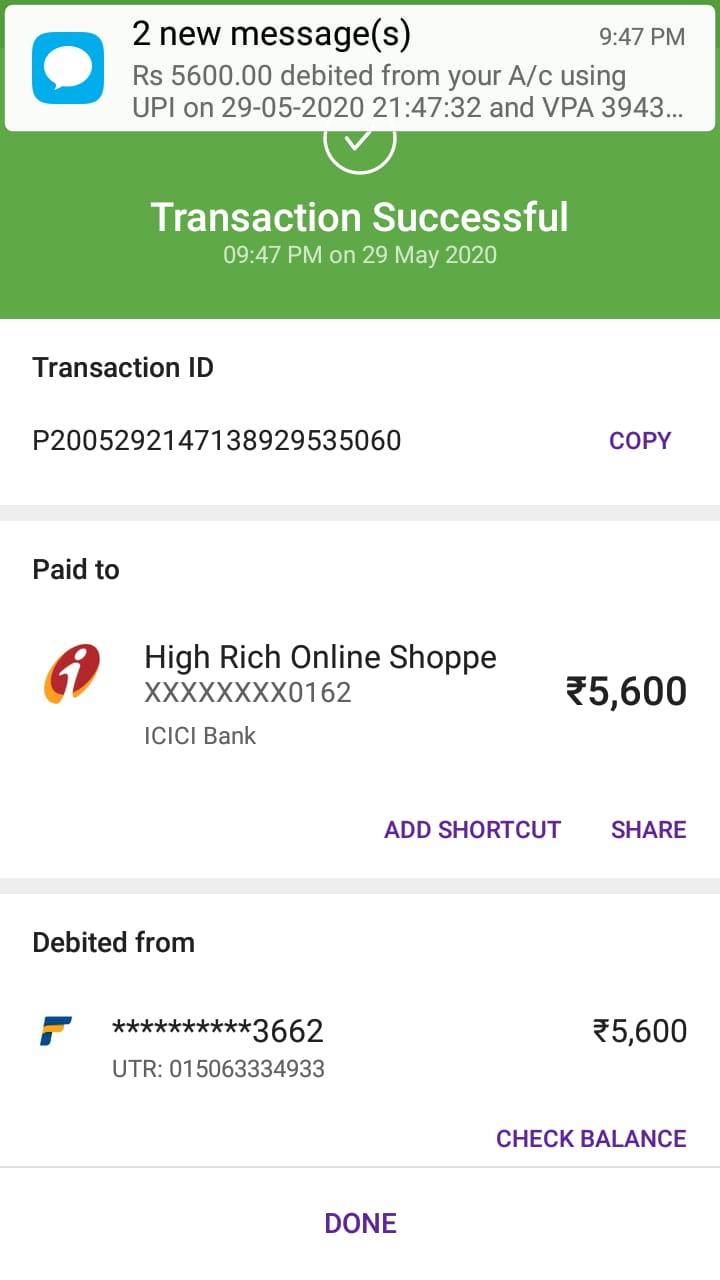 2 new message(s)
9:47 PM
Rs 5600.00 debited from your A/c using
UPI on 29-05-2020 21:47:32 and VPA 3943...
Transaction Successful
09:47 PM on 29 May 2020
Transaction ID
P2005292147138929535060
COPY
Paid to
High Rich Online Shoppe
XXXXXXXX0162
₹5,600
ICICI Bank
ADD SHORTCUT
SHARE
Debited from
**********3662
₹5,600
UTR: 015063334933
CHECK BALANCE
DONE